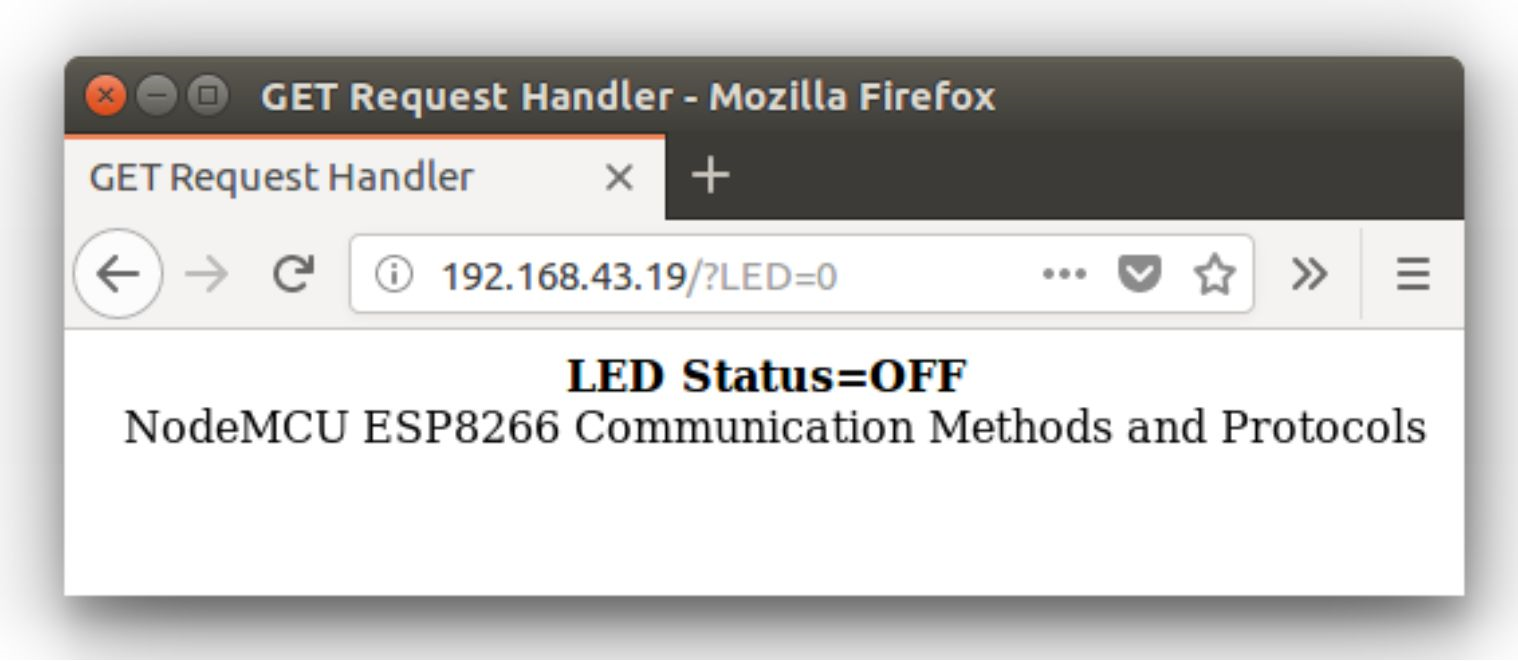 GET Request Handler - Mozilla Firefox
GET Request Handler
192.168.43.19/?LED=0
LED Status=OFF
NodeMCU ESP8266 Communication Methods and Protocols